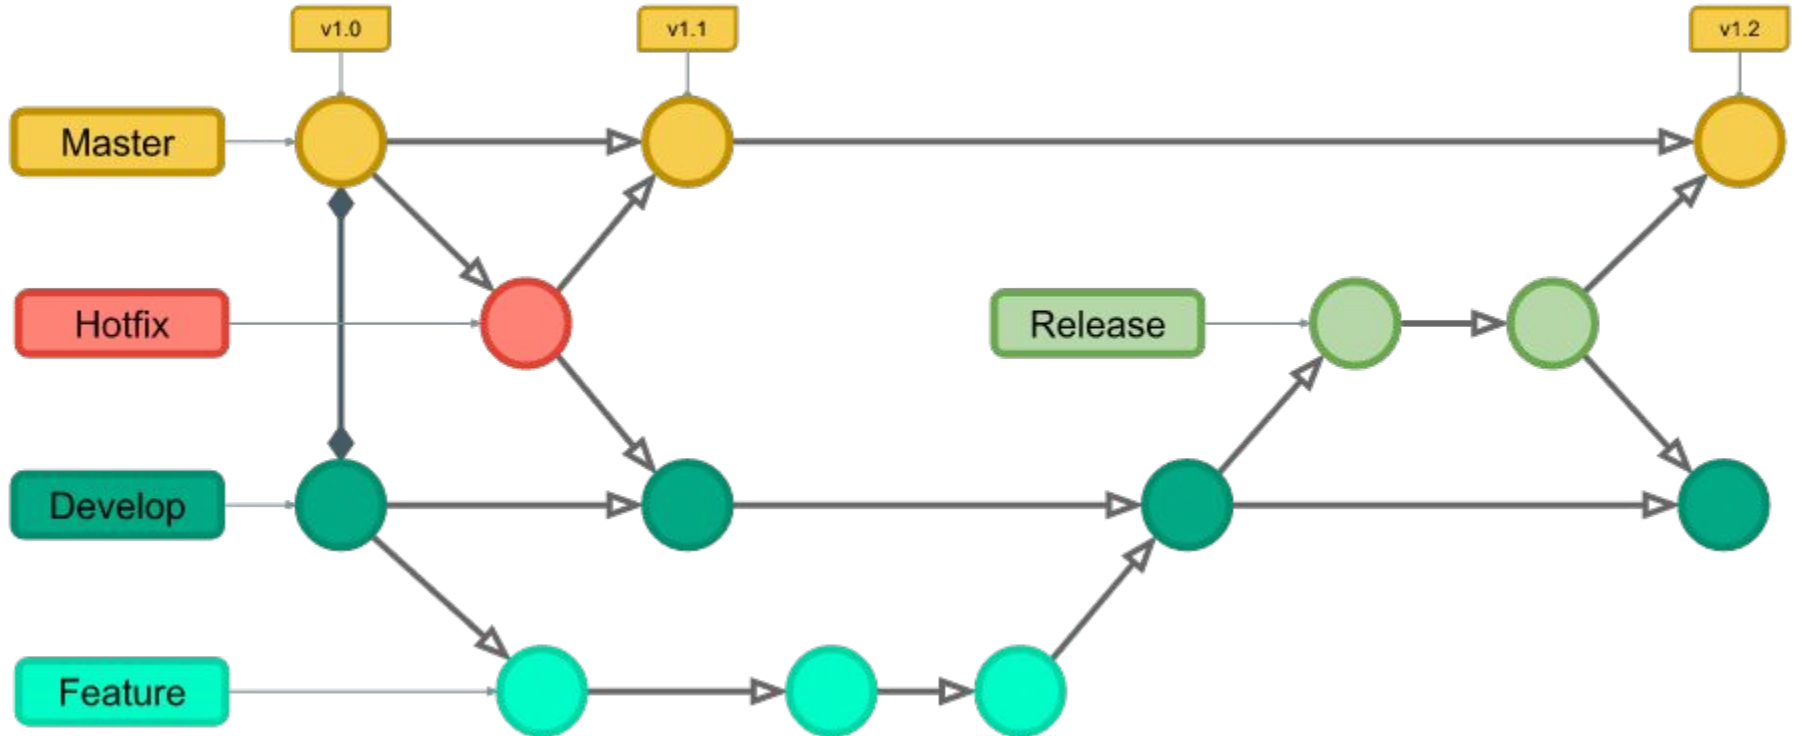 v1.0
v1.1
v1.2
Master
Hotfix
Release
Develop
Feature